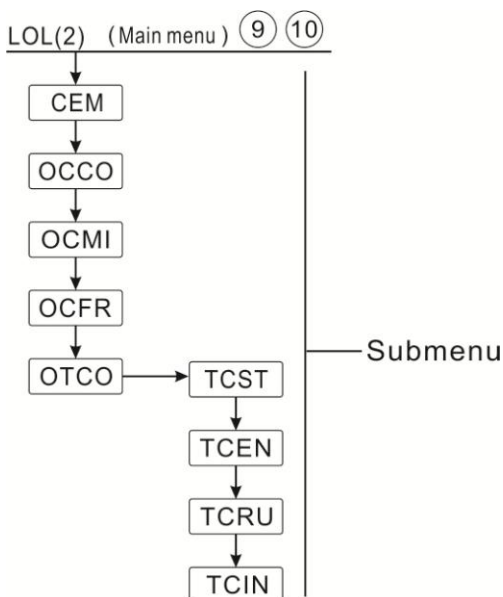 LOL(2) (Main menu) 9 10
CEM
OCCO
OCMI
OCFR
Submenu
OTCO TCST
TCEN
TCRU
TCIN